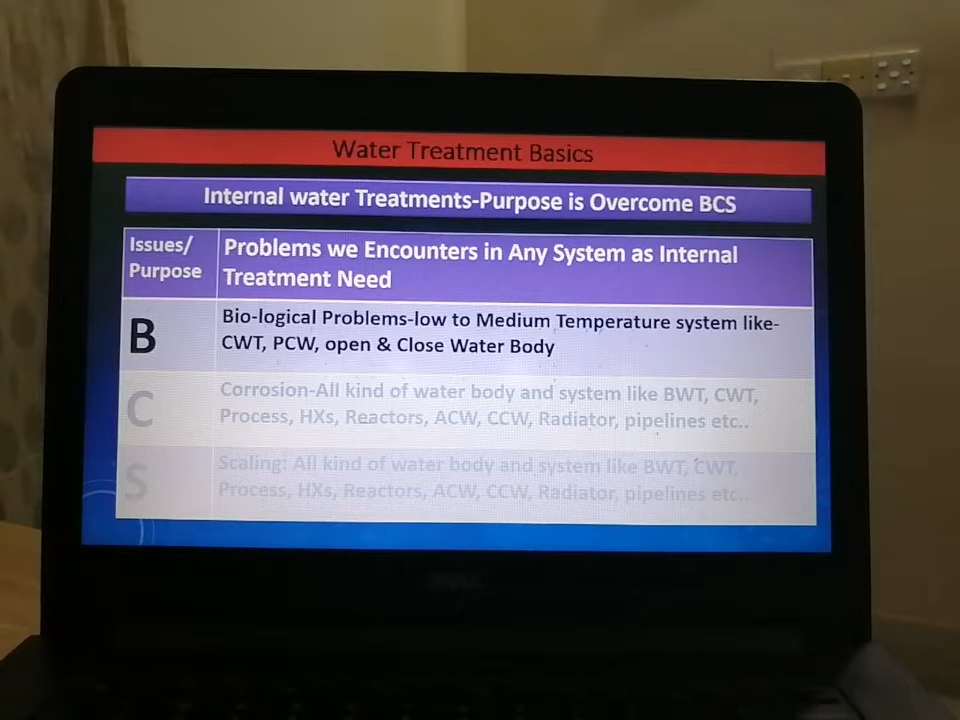 Water Treatment Basics
Internal water Treatments-Purpose is Overcome BCS
Issues/
Purpose
Problems we Encounters in Any System as Internal
Treatment Need
B
Bio-logical Problems-low to Medium Temperature system like-
CWT, PCW, open & Close Water Body
C
Corrosion-All kind of water body and system like BWT, CWT,
Process, HXs, Reactors, ACW, CCW, Radiator, pipelines etc..
S
Scaling: All kind of water body and system like BWT, CWT,
Process, HXs, Reactors, ACW, CCW, Radiator, pipelines etc..